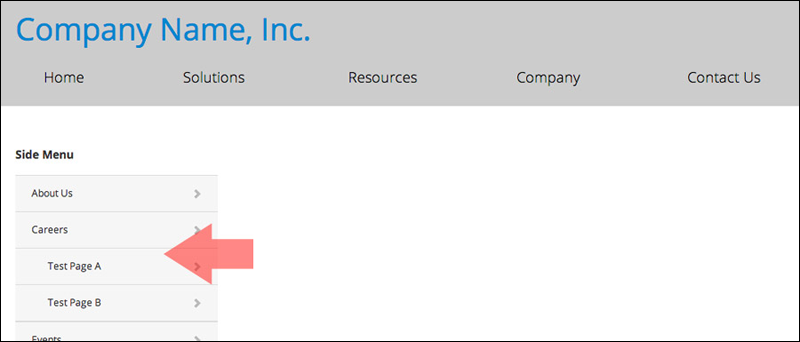 Company Name, Inc.
Home Solutions Resources Company Contact Us
Side Menu
About Us
Careers
Test Page A
Test Page B
Events